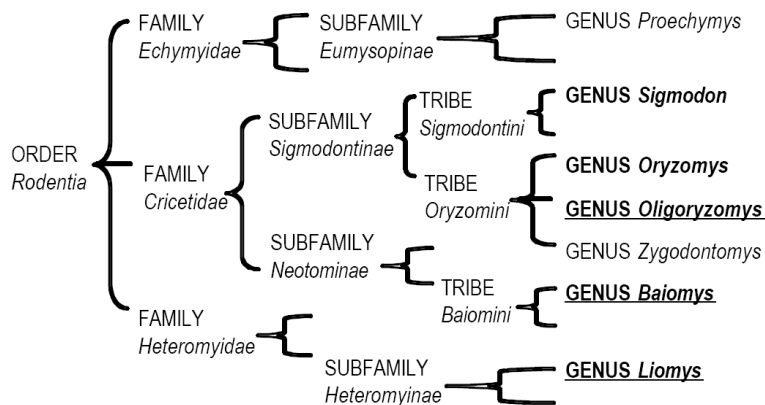 FAMILY
Echymyidae
SUBFAMILY
Eumysopinae
GENUS Proechymys
ORDER
Rodentia
FAMILY
Cricetidae
SUBFAMILY
Sigmodontinae
TRIBE
Sigmodontini
GENUS Sigmodon
TRIBE
Oryzomini
GENUS Oryzomys
GENUS Oligoryzomys
GENUS Zygodontomys
SUBFAMILY
Neotominae
TRIBE
Baiomini
GENUS Baiomys
FAMILY
Heteromyidae
SUBFAMILY
Heteromyinae
GENUS Liomys